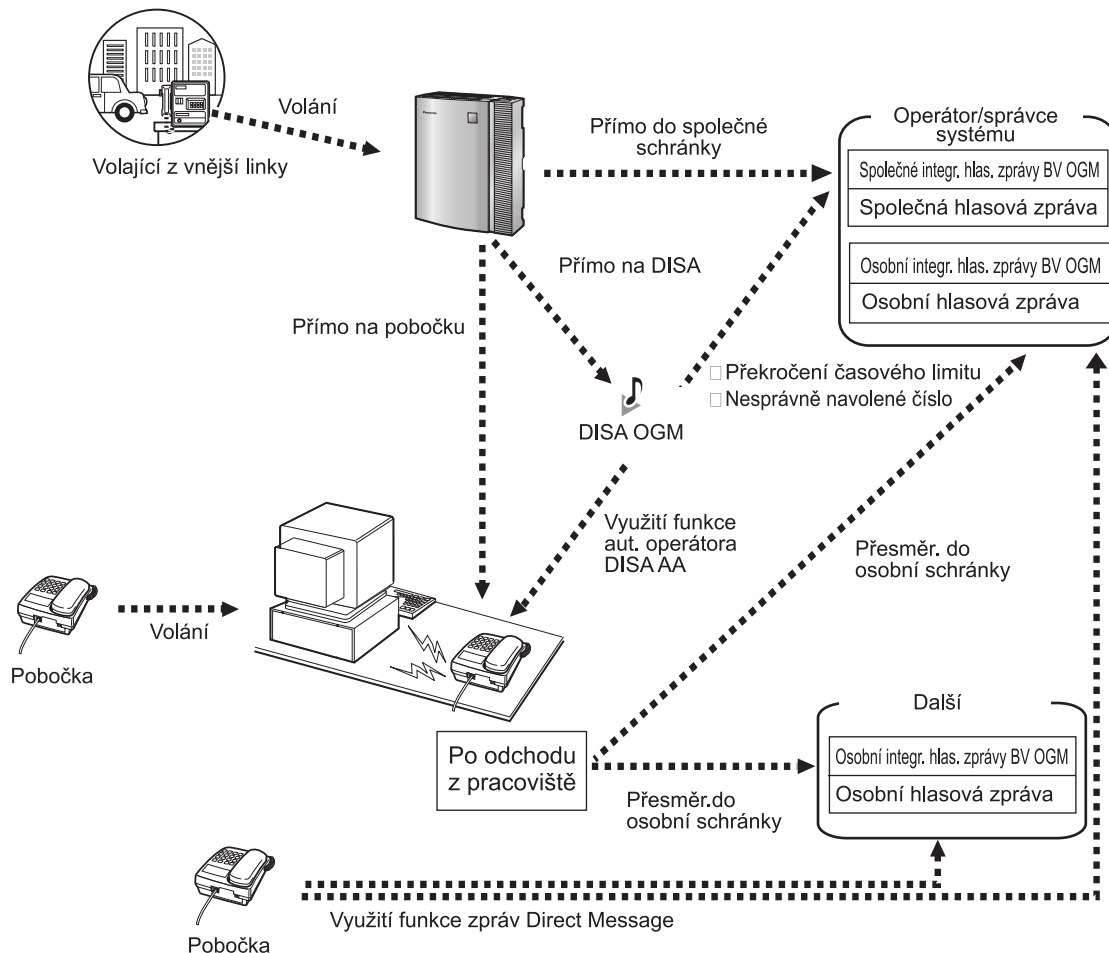 Volání
Volající z vnější linky
Panasonic
Přímo do společné
schránky
Operátor/správce
systému
Společné integr. hlas. zprávy BV OGM
Společná hlasová zpráva
Osobní integr. hlas. zprávy BV OGM
Osobní hlasová zpráva
Přímo na DISA
Přímo na pobočku
Překročení časového limitu
Nesprávně navolené číslo
DISA OGM
Využití funkce
aut. operátora
DISA AA
Přesměr. do
osobní schránky
Volání
Pobočka
Po odchodu
z pracoviště
Další
Osobní integr. hlas. zprávy BV OGM
Osobní hlasová zpráva
Přesměr.do
osobní schránky
Využití funkce zpráv Direct Message
Pobočka